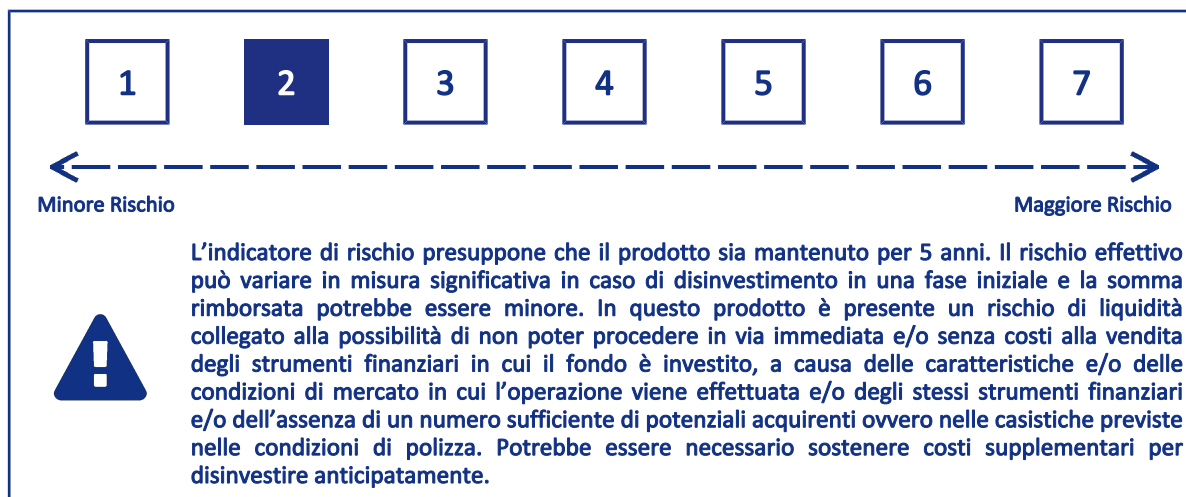 1 2 3 4 5 6 7
Minore Rischio Maggiore Rischio
L’indicatore di rischio presuppone che il prodotto sia mantenuto per 5 anni. Il rischio effettivo
può variare in misura significativa in caso di disinvestimento in una fase iniziale e la somma
rimborsata potrebbe essere minore. In questo prodotto è presente un rischio di liquidità
collegato alla possibilità di non poter procedere in via immediata e/o senza costi alla vendita
degli strumenti finanziari in cui il fondo è investito, a causa delle caratteristiche e/o delle
condizioni di mercato in cui l’operazione viene effettuata e/o degli stessi strumenti finanziari
e/o dell’assenza di un numero sufficiente di potenziali acquirenti ovvero nelle casistiche previste
nelle condizioni di polizza. Potrebbe essere necessario sostenere costi supplementari per
disinvestire anticipatamente.